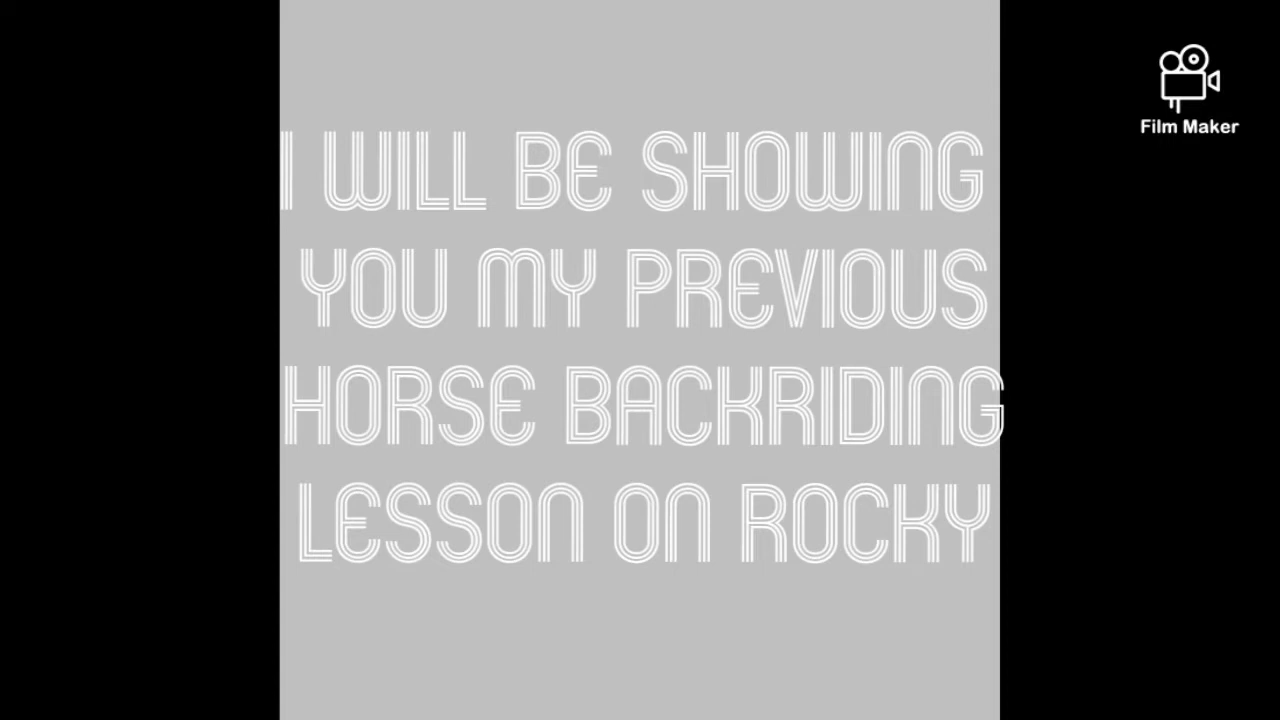 I WILL BE SHOWING
YOU MY PREVIOUS
HORSE BACKRIDING
LESSON ON ROCKY
Film Maker